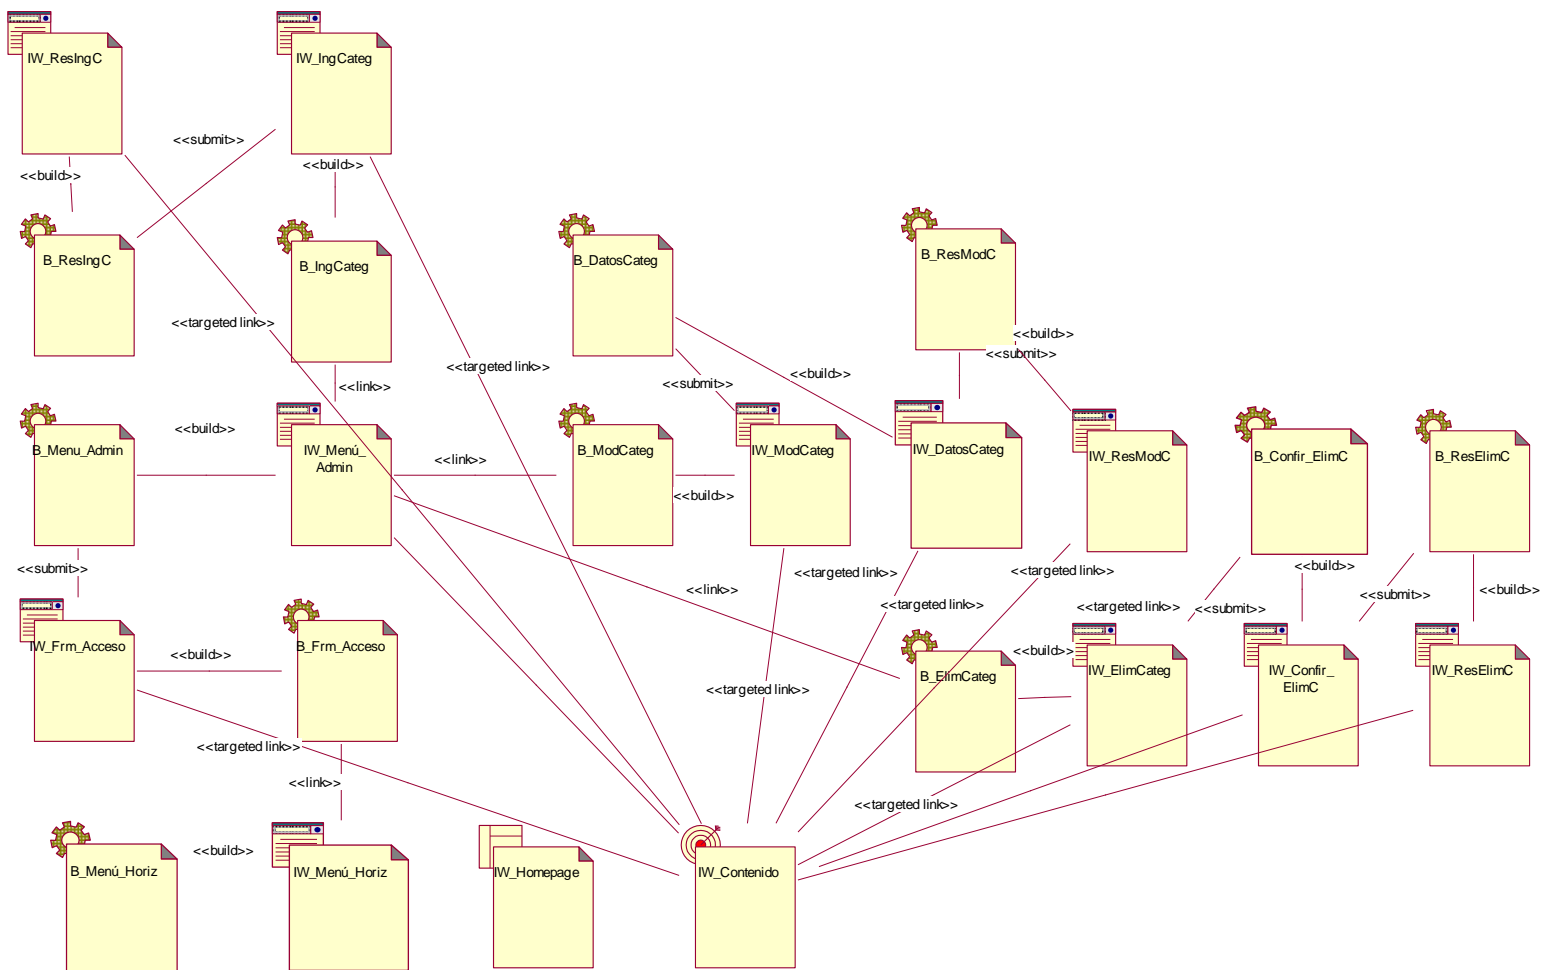 IW_ResIngC
IW_IngCateg
<<submit>>
<<build>>
<<build>>
B_ResIngC
B_IngCateg
B_DatosCateg
B_ResModC
<<targeted link>>
<<build>>
<<submit>>
<<targeted link>>
<<build>>
<<link>>
<<submit>>
<<build>>
B_Menu_Admin
IW_Menú_
Admin
<<link>>
B_ModCateg
IW_ModCateg
IW_DatosCateg
IW_ResModC
B_Confir_ElimC
B_ResElimC
<<build>>
<<submit>>
<<targeted link>>
<<targeted link>>
<<build>>
<<link>>
<<submit>>
<<build>>
<<targeted link>>
<<targeted link>>
<<submit>>
IW_Frm_Acceso
B_Frm_Acceso
<<build>>
<<build>>
B_ElimCateg
IW_ElimCateg
IW_Confir_
ElimC
IW_ResElimC
<<targeted link>>
<<targeted link>>
<<link>>
<<targeted link>>
<<build>>
B_Menú_Horiz
IW_Menú_Horiz
IW_Homepage
IW_Contenido